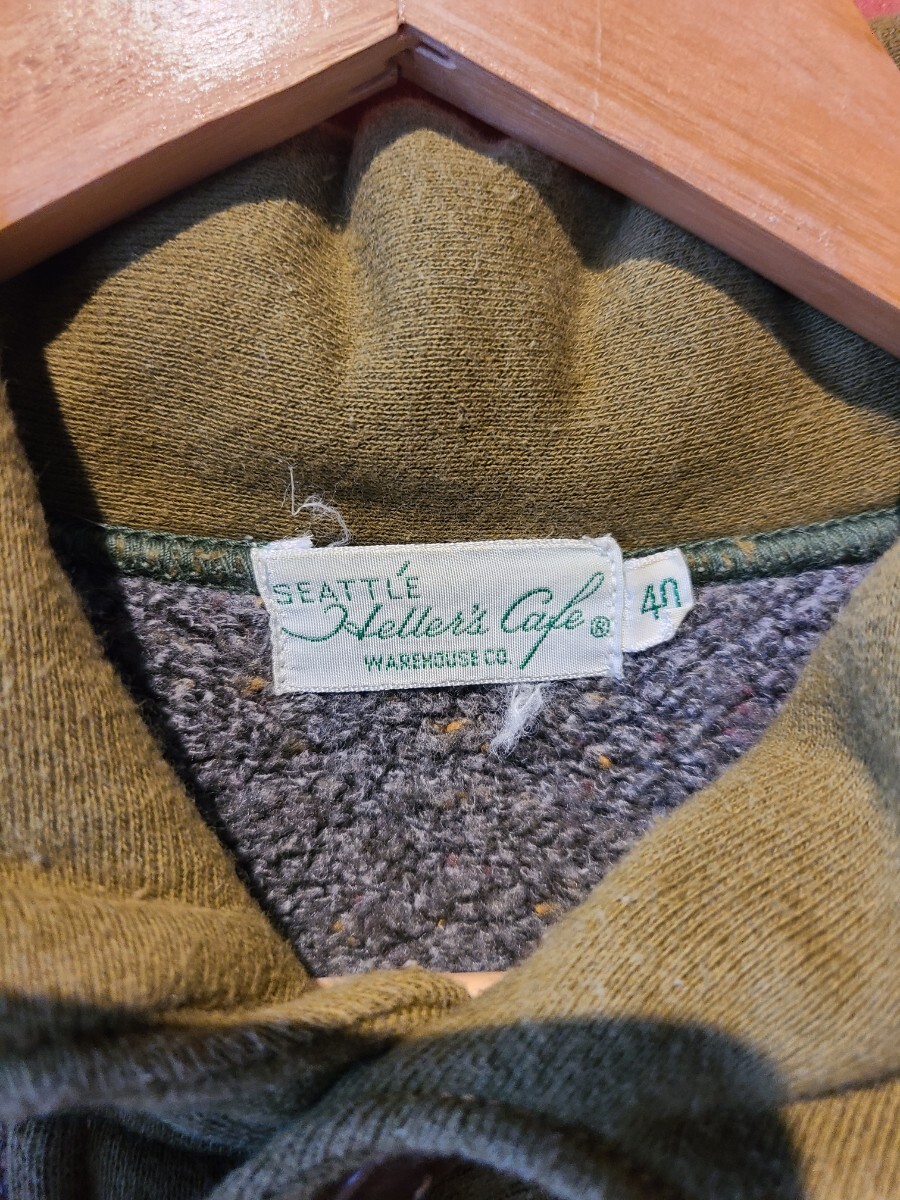 SEATTLE
Heller's Cafe ®
WAREHOUSE CO.
40